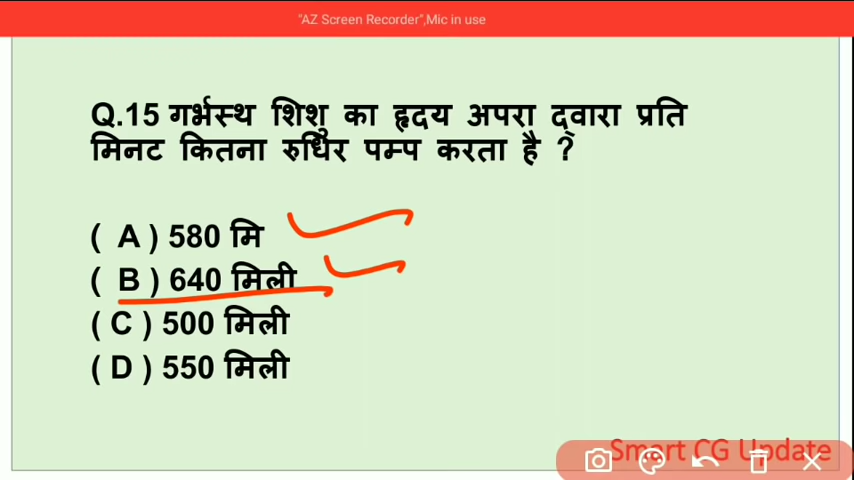 "AZ Screen Recorder",Mic in use
Q.15 गर्भस्थ शिशु का हृदय अपरा द्वारा प्रति
मिनट कितना रुधिर पम्प करता है ?
( A ) 580 मि
( B ) 640 मिली
( C ) 500 मिली
( D ) 550 मिली
Smart CG Update